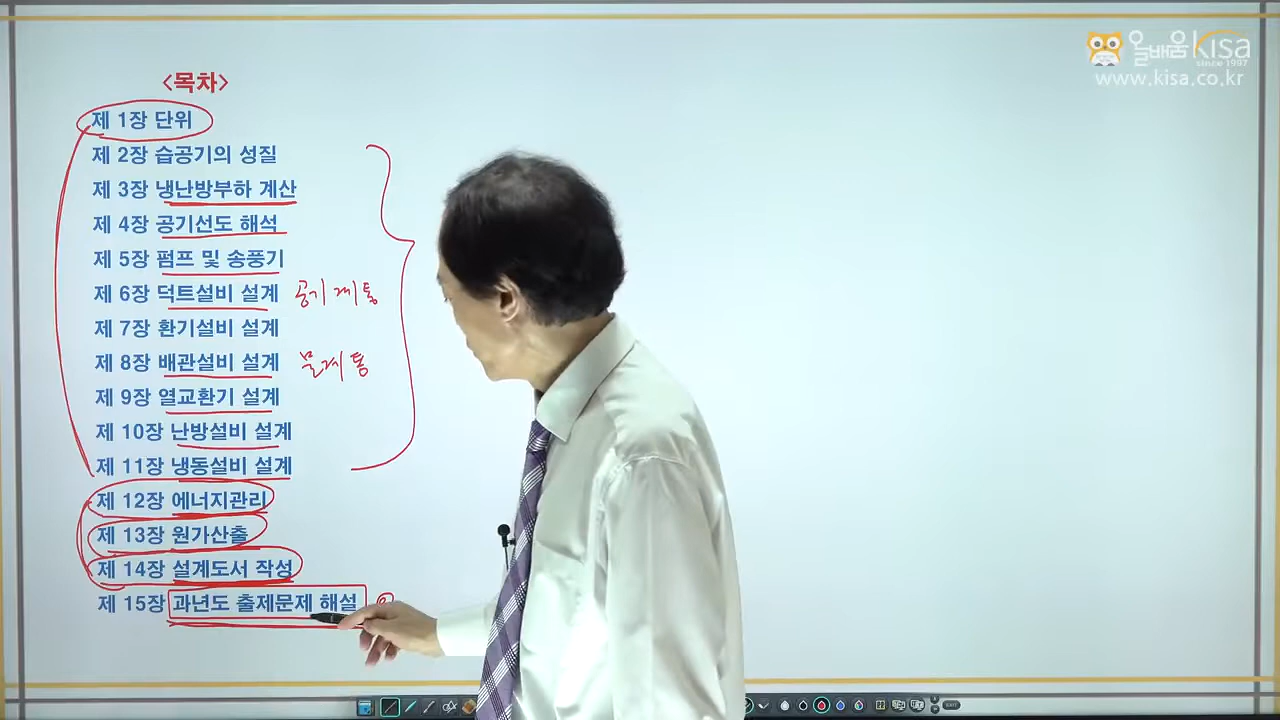 올배움 kisa
since 1997
www.kisa.co.kr
<목차>
제 1장 단위
제 2장 습공기의 성질
제 3장 냉난방부하 계산
제 4장 공기선도 해석
제 5장 펌프 및 송풍기
제 6장 덕트설비 설계 공기 계통
제 7장 환기설비 설계
제 8장 배관설비 설계 물계통
제 9장 열교환기 설계
제 10장 난방설비 설계
제 11장 냉동설비 설계
제 12장 에너지관리
제 13장 원가산출
제 14장 설계도서 작성
제 15장 과년도 출제문제 해설